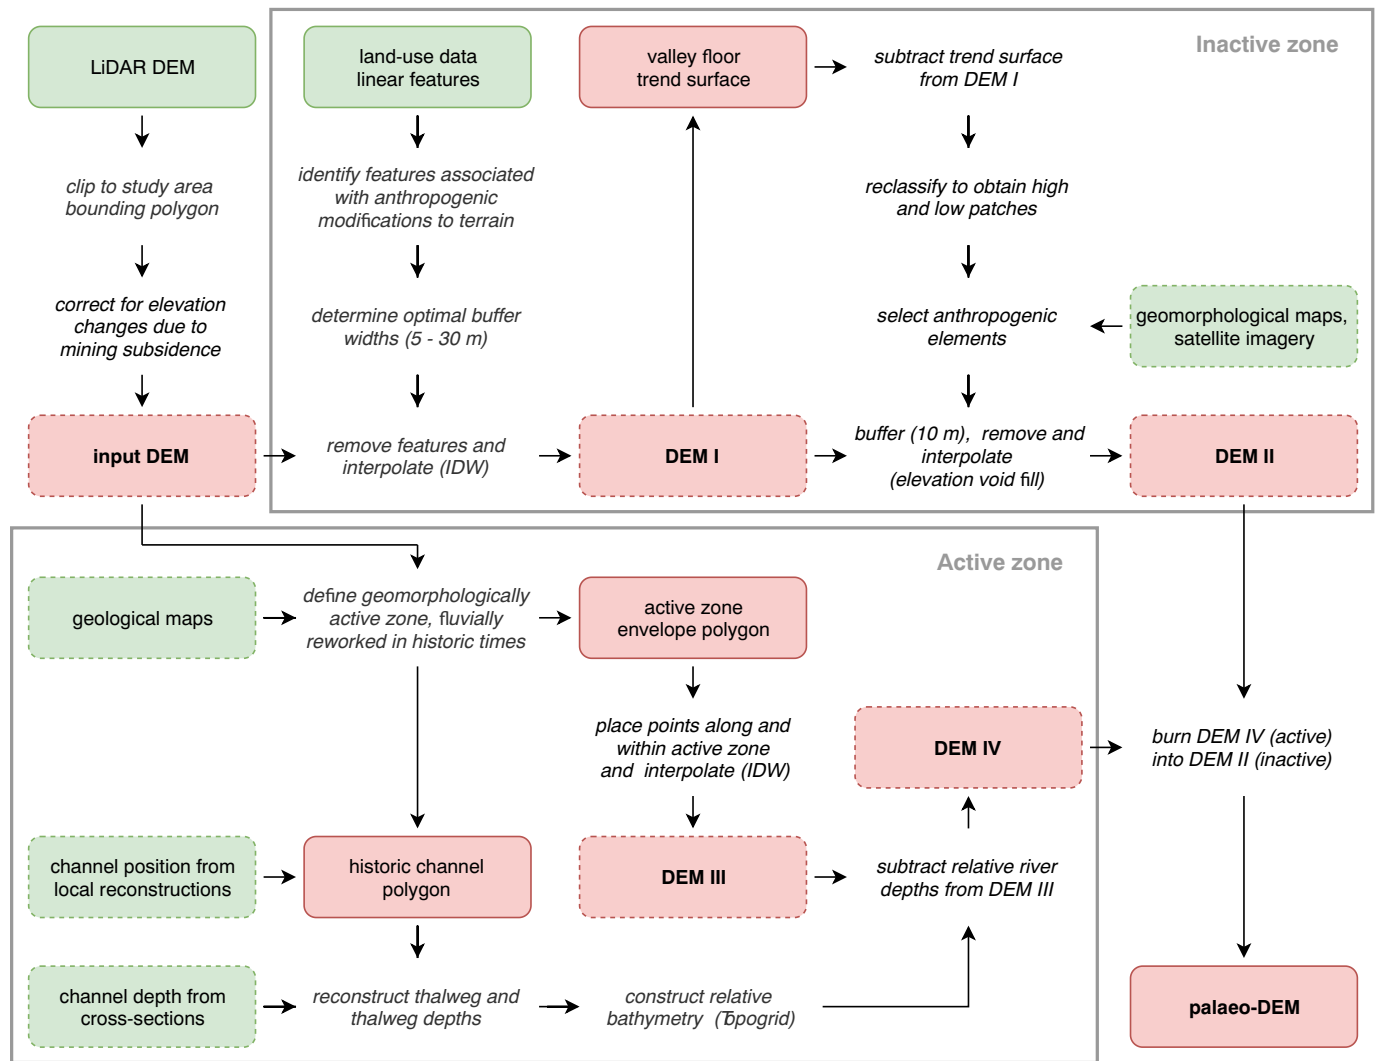 Inactive zone
LiDAR DEM
land-use data
linear features
valley floor
trend surface
subtract trend surface
from DEM I
clip to study area
bounding polygon
identify features associated
with anthropogenic
modifications to terrain
reclassify to obtain high
and low patches
correct for elevation
changes due to
mining subsidence
determine optimal buffer
widths (5 - 30 m)
select anthropogenic
elements
geomorphological maps,
satellite imagery
input DEM
remove features and
interpolate (IDW)
DEM I
buffer (10 m), remove and
interpolate
(elevation void fill)
DEM II
Active zone
geological maps
define geomorphologically
active zone, fluvially
reworked in historic times
active zone
envelope polygon
place points along and
within active zone
and interpolate (IDW)
DEM IV
burn DEM IV (active)
into DEM II (inactive)
channel position from
local reconstructions
historic channel
polygon
DEM III
subtract relative river
depths from DEM III
channel depth from
cross-sections
reconstruct thalweg and
thalweg depths
construct relative
bathymetry (Topogrid)
palaeo-DEM